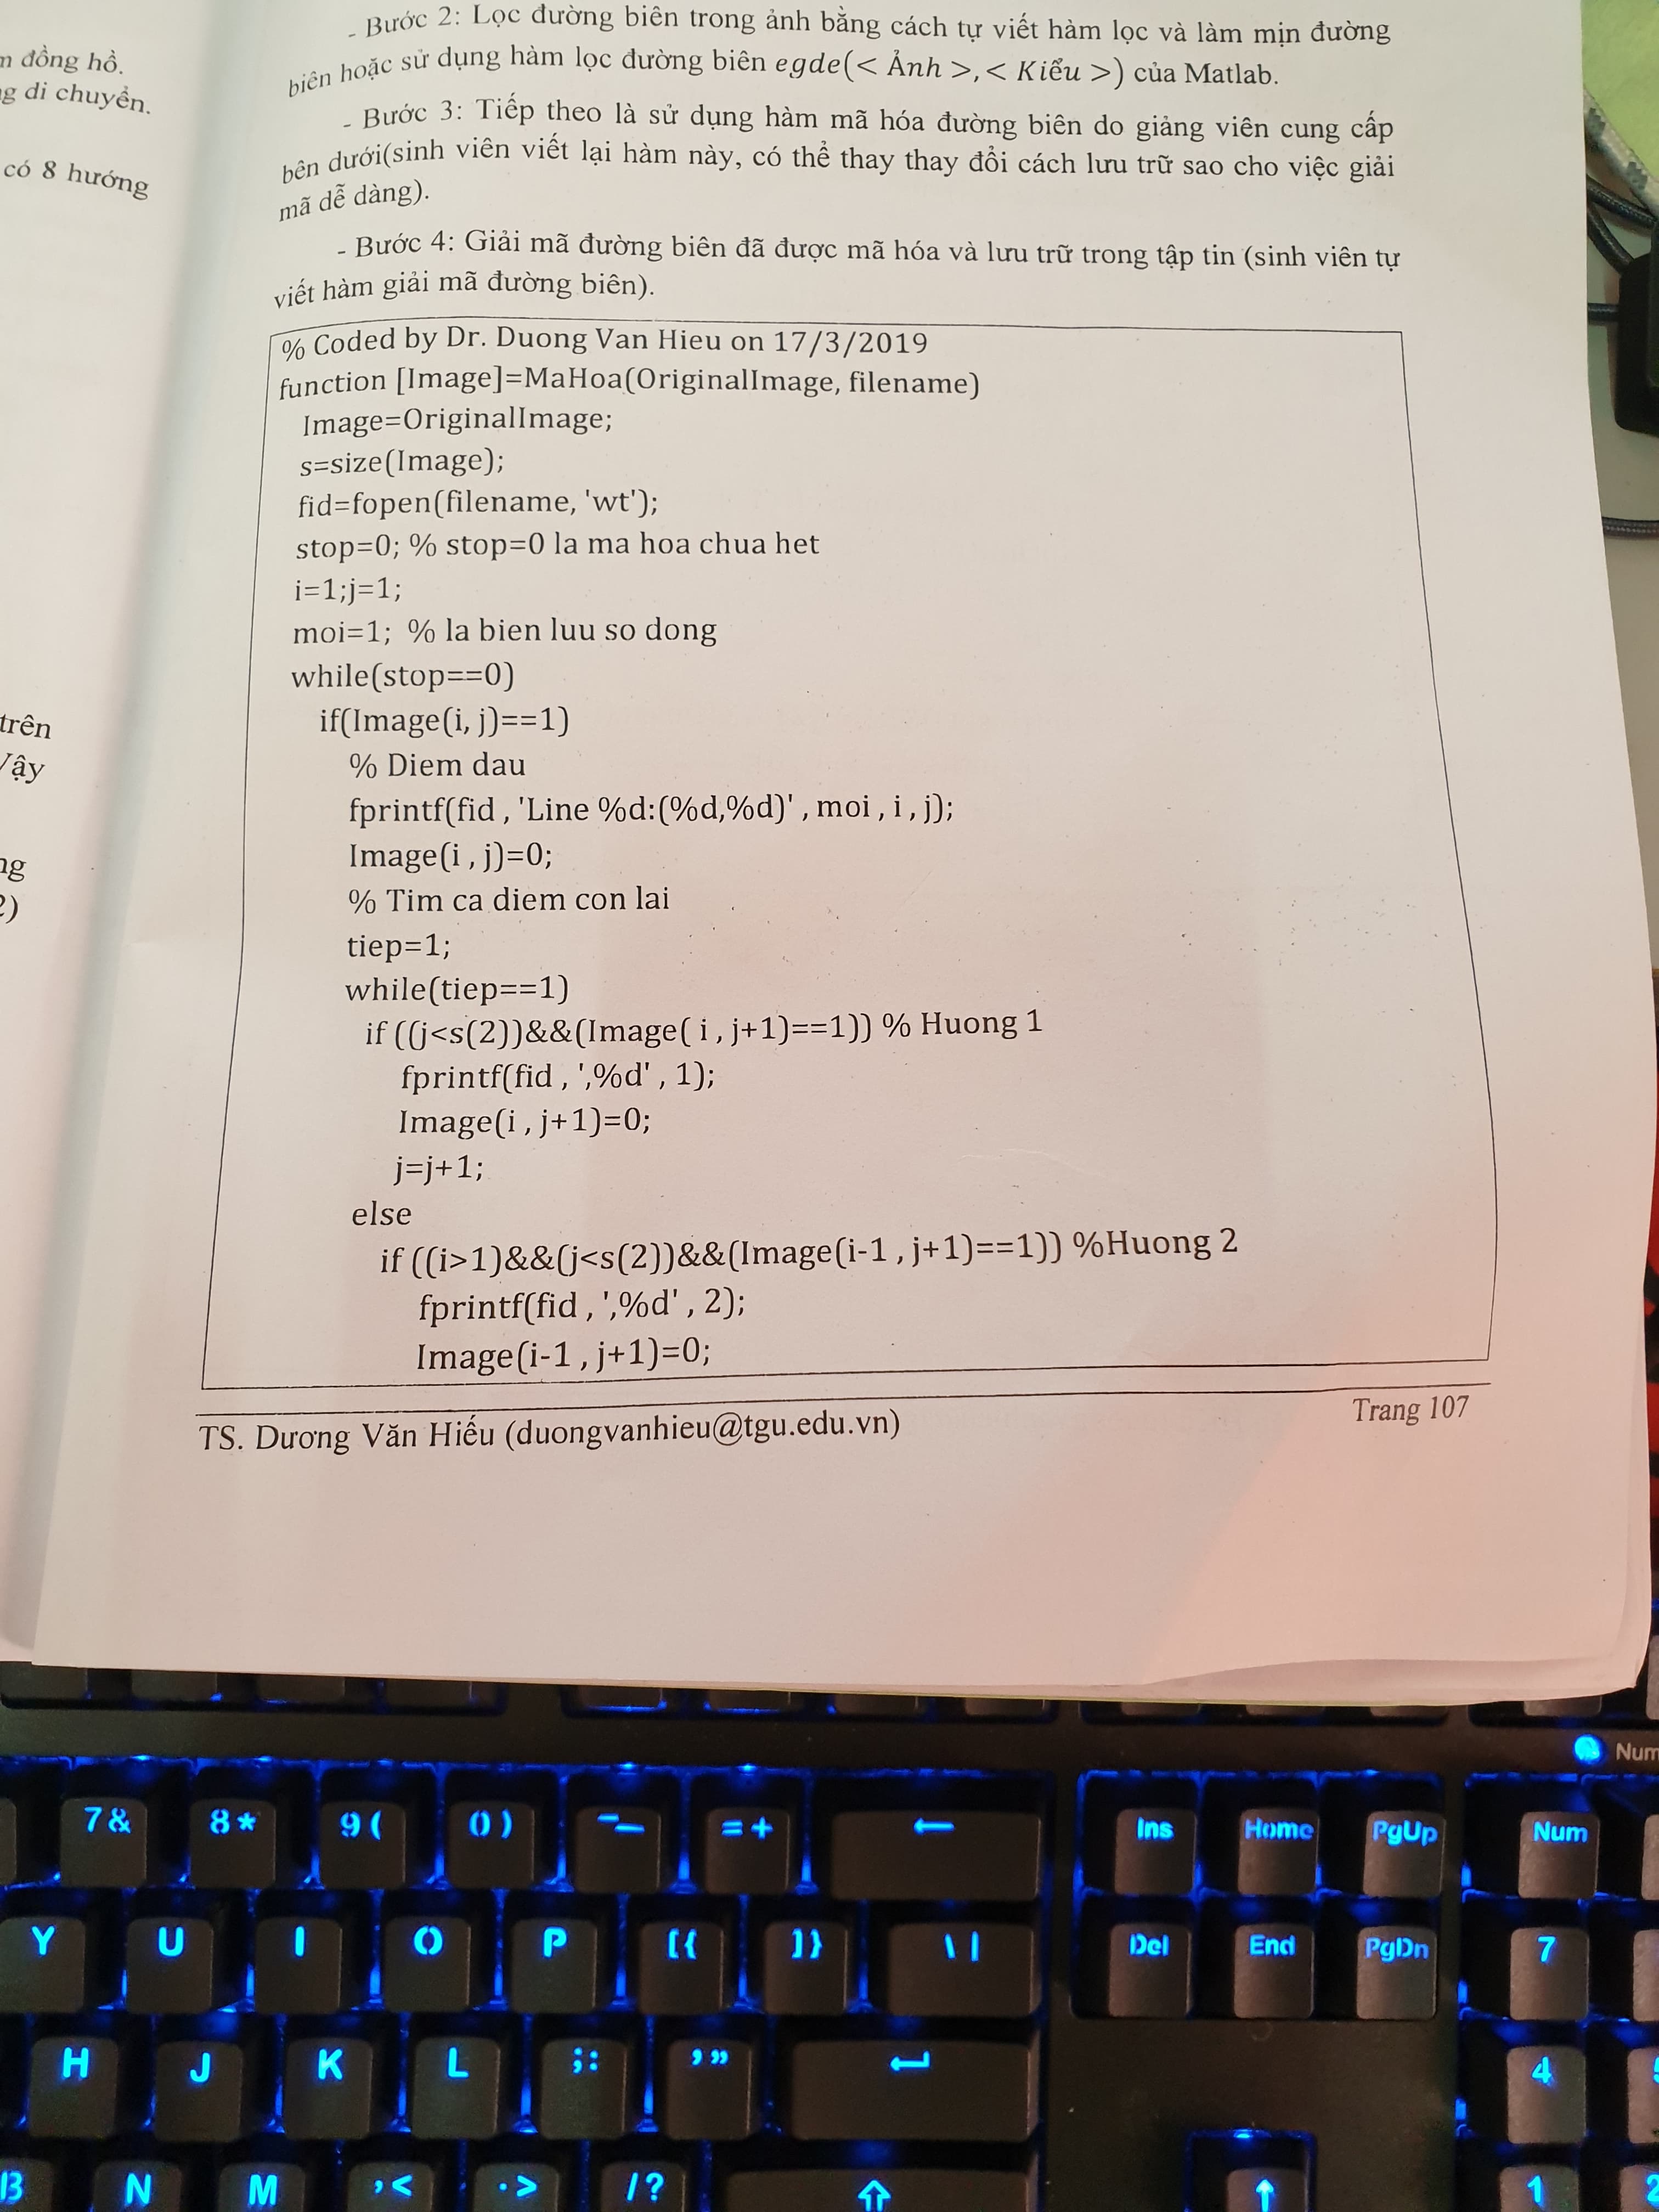 n đồng hồ.
g di chuyển.
có 8 hướng
trên
Vậy
ng
2)
- Bước 2: Lọc đường biên trong ảnh bằng cách tự viết hàm lọc và làm mịn đường
biên hoặc sử dụng hàm lọc đường biên egde(< Ảnh >,< Kiểu >) của Matlab.
- Bước 3: Tiếp theo là sử dụng hàm mã hóa đường biên do giảng viên cung cấp
bên dưới(sinh viên viết lại hàm này, có thể thay thay đổi cách lưu trữ sao cho việc giải
mã dễ dàng).
- Bước 4: Giải mã đường biên đã được mã hóa và lưu trữ trong tập tin (sinh viên tự
viết hàm giải mã đường biên).
% Coded by Dr. Duong Van Hieu on 17/3/2019
function [Image]=MaHoa(OriginalImage, filename)
Image=OriginalImage;
s=size(Image);
fid=fopen(filename, 'wt');
stop=0; % stop=0 la ma hoa chua het
i=1;j=1;
moi=1; % la bien luu so dong
while(stop==0)
if(Image(i, j)==1)
% Diem dau
fprintf(fid , 'Line %d:(%d,%d)' , moi , i , j);
Image(i , j)=0;
% Tim ca diem con lai
tiep=1;
while(tiep==1)
if ((j<s(2))&&(Image( i , j+1)==1)) % Huong 1
fprintf(fid , ',%d' , 1);
Image(i , j+1)=0;
j=j+1;
else
if ((i>1)&&(j<s(2))&&(Image(i-1 , j+1)==1)) %Huong 2
fprintf(fid , ',%d' , 2);
Image(i-1 , j+1)=0;
TS. Dương Văn Hiếu (duongvanhieu@tgu.edu.vn)
Trang 107
Num
7 & 8 * 9 ( 0 ) - _ = + ← Ins Home PgUp Num
Y U I O P [ { ] } \ | Del End PgDn 7
H J K L ; : ' " 4
B N M , < . > / ? ↑ 1 2